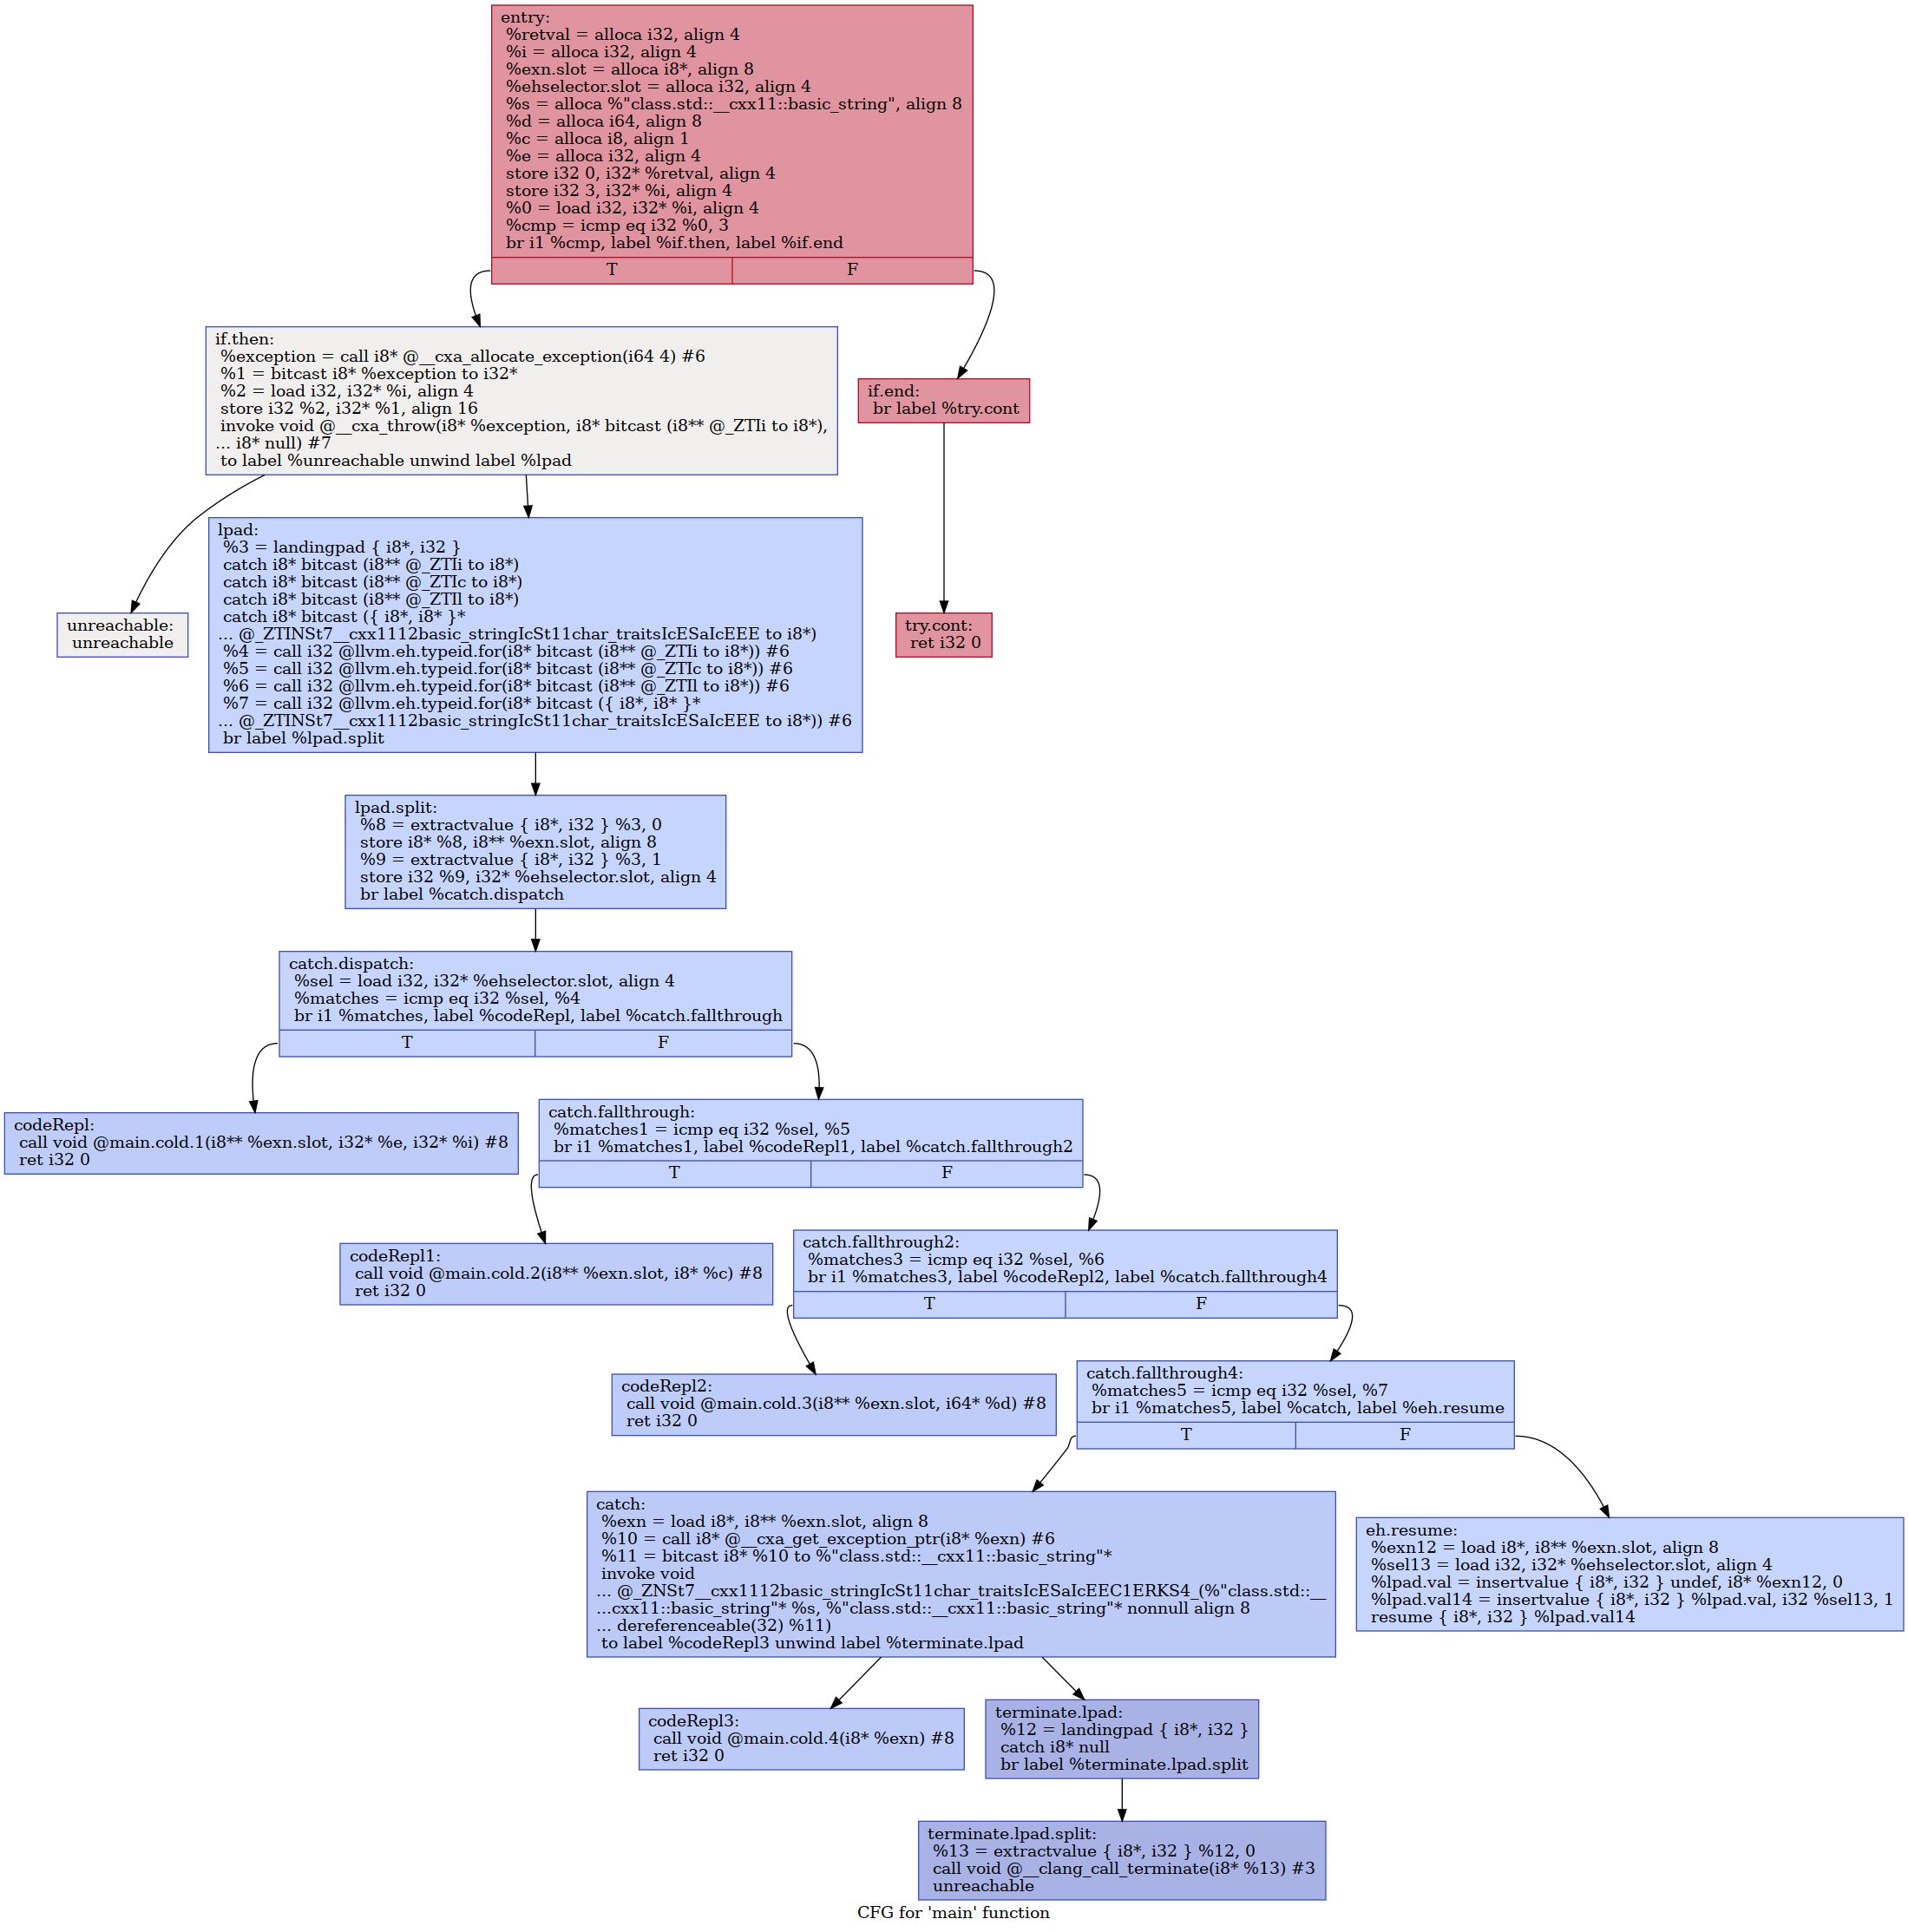 entry:
%retval = alloca i32, align 4
%i = alloca i32, align 4
%exn.slot = alloca i8*, align 8
%ehselector.slot = alloca i32, align 4
%s = alloca %"class.std::__cxx11::basic_string", align 8
%d = alloca i64, align 8
%c = alloca i8, align 1
%e = alloca i32, align 4
store i32 0, i32* %retval, align 4
store i32 3, i32* %i, align 4
%0 = load i32, i32* %i, align 4
%cmp = icmp eq i32 %0, 3
br i1 %cmp, label %if.then, label %if.end
T F
if.then:
%exception = call i8* @__cxa_allocate_exception(i64 4) #6
%1 = bitcast i8* %exception to i32*
%2 = load i32, i32* %i, align 4
store i32 %2, i32* %1, align 16
invoke void @__cxa_throw(i8* %exception, i8* bitcast (i8** @_ZTIi to i8*),
... i8* null) #7
to label %unreachable unwind label %lpad
if.end:
br label %try.cont
lpad:
%3 = landingpad { i8*, i32 }
catch i8* bitcast (i8** @_ZTIi to i8*)
catch i8* bitcast (i8** @_ZTIc to i8*)
catch i8* bitcast (i8** @_ZTIl to i8*)
catch i8* bitcast ({ i8*, i8* }*
... @_ZTINSt7__cxx1112basic_stringIcSt11char_traitsIcESaIcEEE to i8*)
%4 = call i32 @llvm.eh.typeid.for(i8* bitcast (i8** @_ZTIi to i8*)) #6
%5 = call i32 @llvm.eh.typeid.for(i8* bitcast (i8** @_ZTIc to i8*)) #6
%6 = call i32 @llvm.eh.typeid.for(i8* bitcast (i8** @_ZTIl to i8*)) #6
%7 = call i32 @llvm.eh.typeid.for(i8* bitcast ({ i8*, i8* }*
... @_ZTINSt7__cxx1112basic_stringIcSt11char_traitsIcESaIcEEE to i8*)) #6
br label %lpad.split
unreachable:
unreachable
try.cont:
ret i32 0
lpad.split:
%8 = extractvalue { i8*, i32 } %3, 0
store i8* %8, i8** %exn.slot, align 8
%9 = extractvalue { i8*, i32 } %3, 1
store i32 %9, i32* %ehselector.slot, align 4
br label %catch.dispatch
catch.dispatch:
%sel = load i32, i32* %ehselector.slot, align 4
%matches = icmp eq i32 %sel, %4
br i1 %matches, label %codeRepl, label %catch.fallthrough
T F
codeRepl:
call void @main.cold.1(i8** %exn.slot, i32* %e, i32* %i) #8
ret i32 0
catch.fallthrough:
%matches1 = icmp eq i32 %sel, %5
br i1 %matches1, label %codeRepl1, label %catch.fallthrough2
T F
codeRepl1:
call void @main.cold.2(i8** %exn.slot, i8* %c) #8
ret i32 0
catch.fallthrough2:
%matches3 = icmp eq i32 %sel, %6
br i1 %matches3, label %codeRepl2, label %catch.fallthrough4
T F
codeRepl2:
call void @main.cold.3(i8** %exn.slot, i64* %d) #8
ret i32 0
catch.fallthrough4:
%matches5 = icmp eq i32 %sel, %7
br i1 %matches5, label %catch, label %eh.resume
T F
catch:
%exn = load i8*, i8** %exn.slot, align 8
%10 = call i8* @__cxa_get_exception_ptr(i8* %exn) #6
%11 = bitcast i8* %10 to %"class.std::__cxx11::basic_string"*
invoke void
... @_ZNSt7__cxx1112basic_stringIcSt11char_traitsIcESaIcEEC1ERKS4_(%"class.std::__
...cxx11::basic_string"* %s, %"class.std::__cxx11::basic_string"* nonnull align 8
... dereferenceable(32) %11)
to label %codeRepl3 unwind label %terminate.lpad
eh.resume:
%exn12 = load i8*, i8** %exn.slot, align 8
%sel13 = load i32, i32* %ehselector.slot, align 4
%lpad.val = insertvalue { i8*, i32 } undef, i8* %exn12, 0
%lpad.val14 = insertvalue { i8*, i32 } %lpad.val, i32 %sel13, 1
resume { i8*, i32 } %lpad.val14
codeRepl3:
call void @main.cold.4(i8* %exn) #8
ret i32 0
terminate.lpad:
%12 = landingpad { i8*, i32 }
catch i8* null
br label %terminate.lpad.split
terminate.lpad.split:
%13 = extractvalue { i8*, i32 } %12, 0
call void @__clang_call_terminate(i8* %13) #3
unreachable
CFG for 'main' function